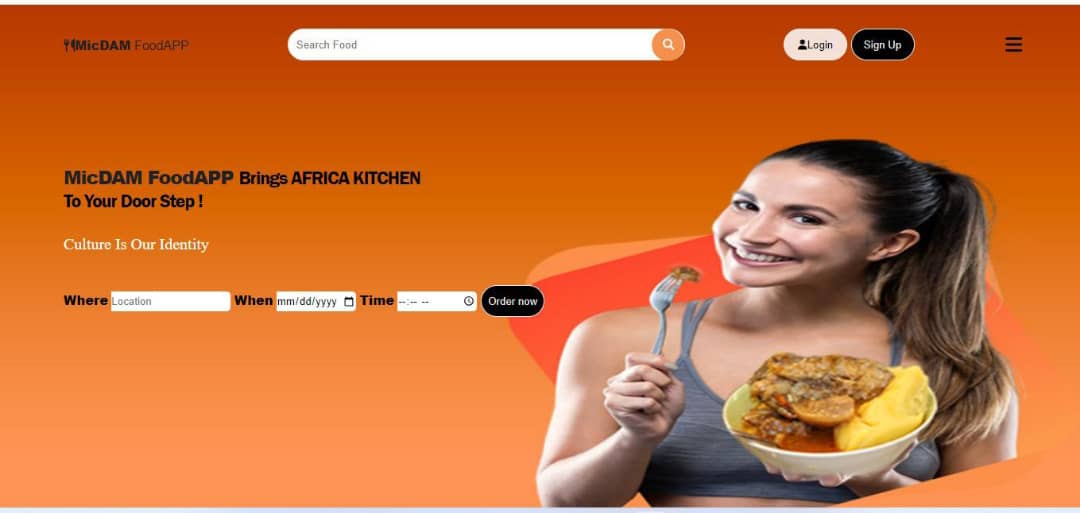 MicDAM FoodAPP
Search Food
Login
Sign Up
MicDAM FoodAPP Brings AFRICA KITCHEN
To Your Door Step !
Culture Is Our Identity
Where Location When mm/dd/yyyy Time --:-- -- Order now